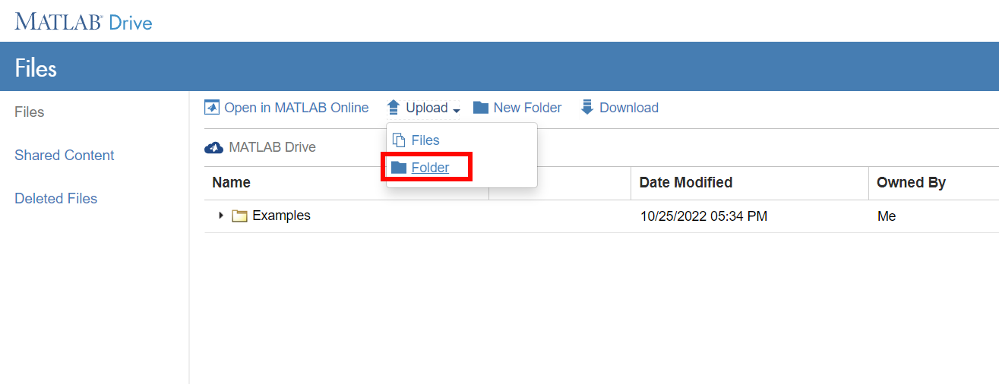 MATLAB® Drive
Files
Files
Shared Content
Deleted Files
Open in MATLAB Online Upload New Folder Download
Files
Folder
MATLAB Drive
Name Date Modified Owned By
Examples 10/25/2022 05:34 PM Me